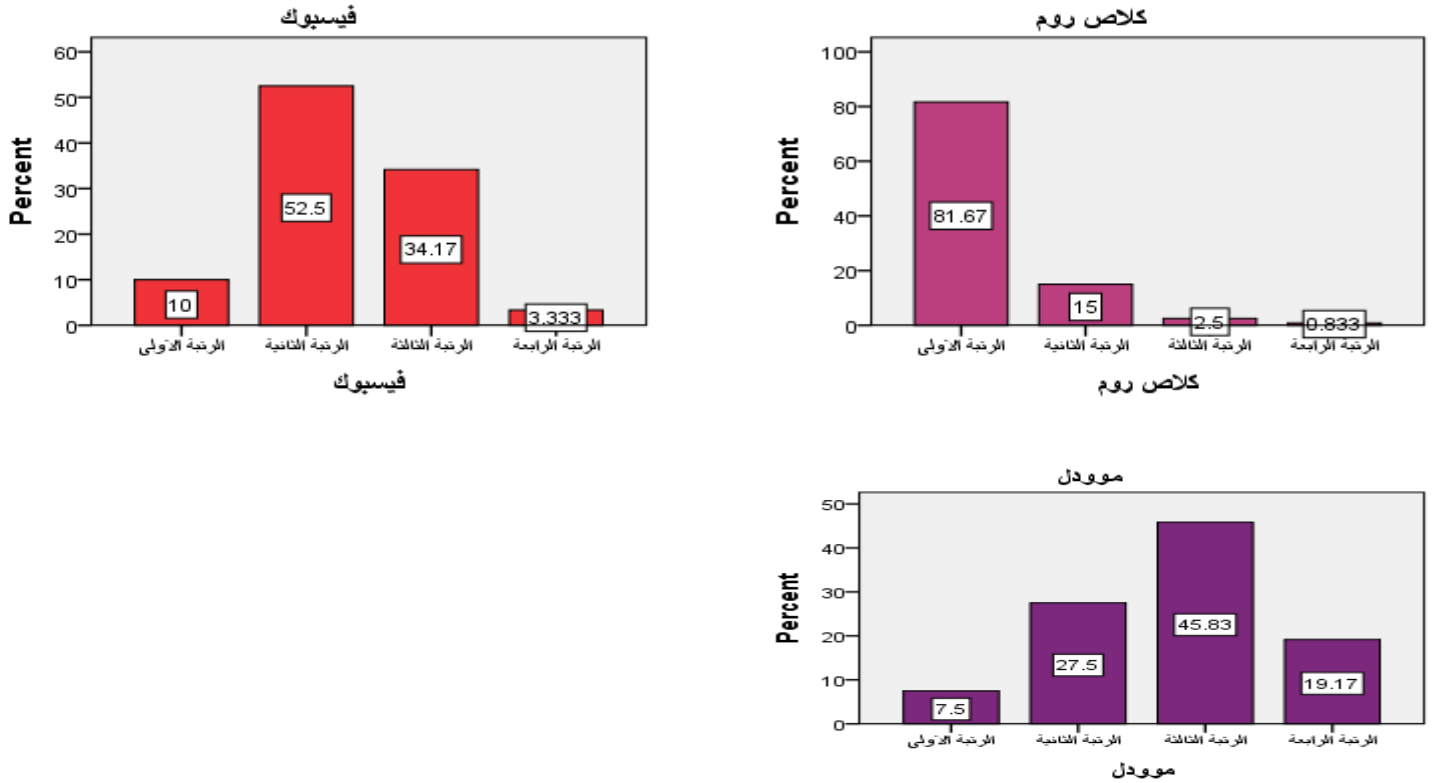 فيسبوك
60
50
40
30
20
10
0
Percent
10
52.5
34.17
3.333
الرتبة الاولى
الرتبة الثانية
الرتبة الثالثة
الرتبة الرابعة
فيسبوك
كلاص روم
100
80
60
40
20
0
Percent
81.67
15
2.5
0.833
الرتبة الاولى
الرتبة الثانية
الرتبة الثالثة
الرتبة الرابعة
كلاص روم
موودل
50
40
30
20
10
0
Percent
7.5
27.5
45.83
19.17
الرتبة الاولى
الرتبة الثانية
الرتبة الثالثة
الرتبة الرابعة
موودل